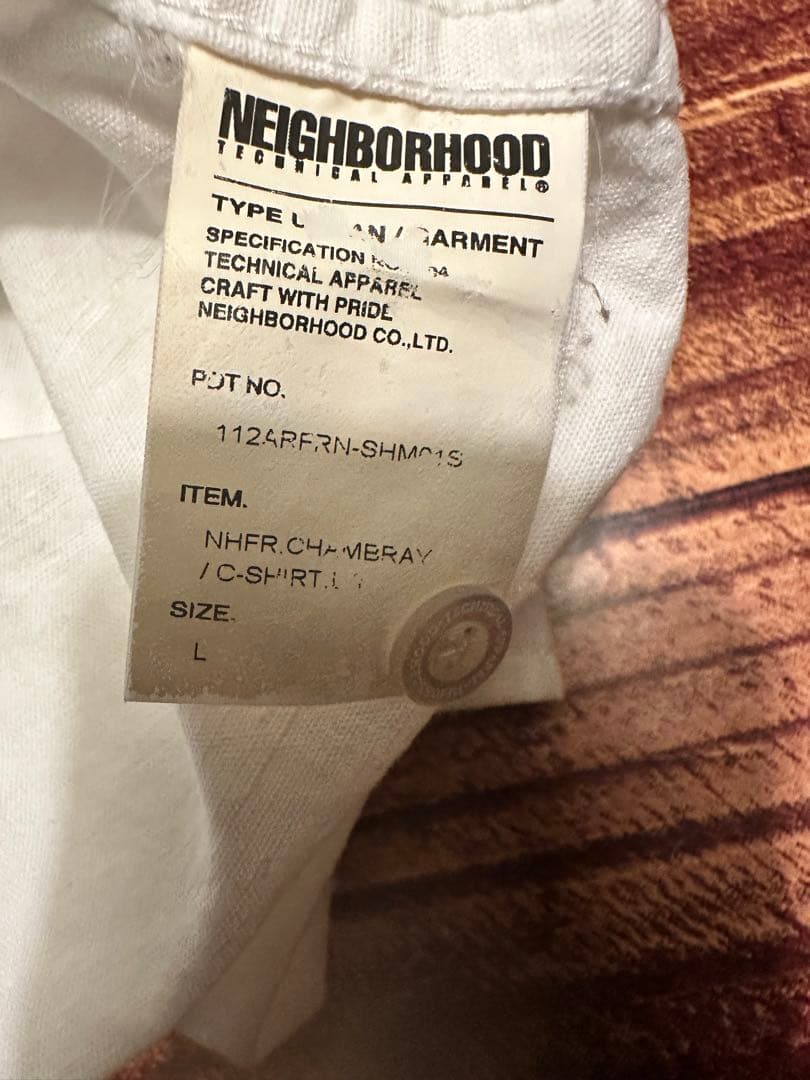 NEIGHBORHOOD
TECHNICAL APPAREL®
TYPE GARMENT
SPECIFICATION
TECHNICAL APPAREL
CRAFT WITH PRIDE
NEIGHBORHOOD CO.,LTD.
PDT NO.
ITEM.
NHFR.CHAMBRAY
/ C-SHIRT.
SIZE.
L